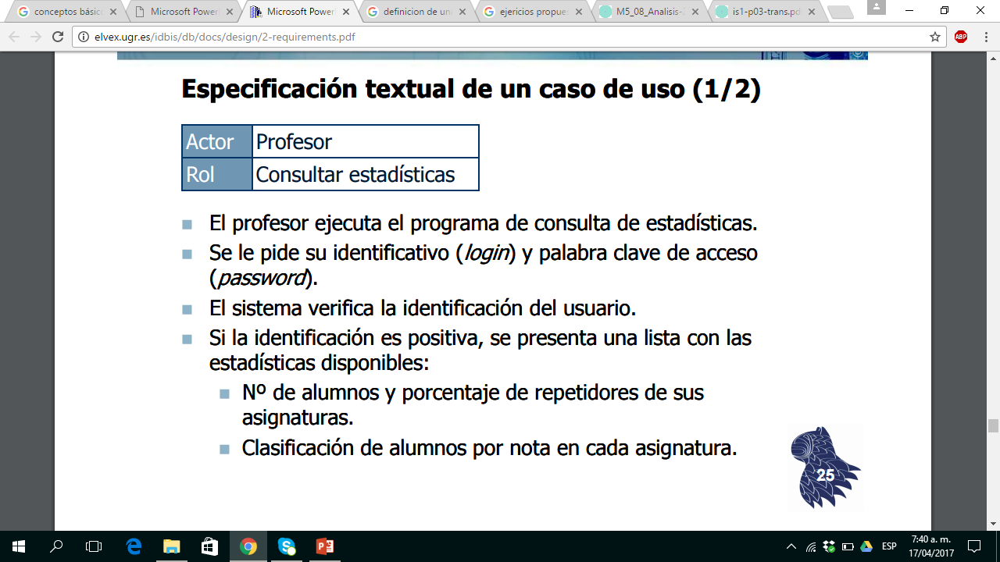 conceptos básic
Microsoft Power
Microsoft Power
definicion de un
ejericios propue
M5_08_Analisis-
is1-p03-trans.pd
elvex.ugr.es/idbis/db/docs/design/2-requirements.pdf
ABP
Especificación textual de un caso de uso (1/2)
Actor Profesor
Rol Consultar estadísticas
El profesor ejecuta el programa de consulta de estadísticas.
Se le pide su identificativo (login) y palabra clave de acceso
(password).
El sistema verifica la identificación del usuario.
Si la identificación es positiva, se presenta una lista con las
estadísticas disponibles:
Nº de alumnos y porcentaje de repetidores de sus
asignaturas.
Clasificación de alumnos por nota en cada asignatura.
25
ESP
7:40 a. m.
17/04/2017